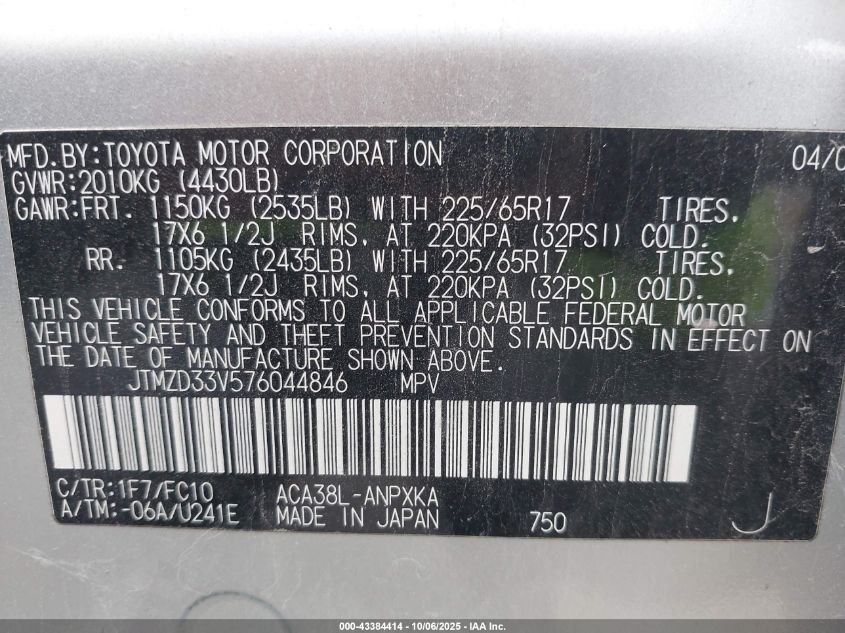 MFD.BY:TOYOTA MOTOR CORPORATION 04/0
GVWR:2010KG (4430LB)
GAWR:FRT. 1150KG (2535LB) WITH 225/65R17 TIRES,
17X6 1/2J RIMS, AT 220KPA (32PSI) COLD.
RR. 1105KG (2435LB) WITH 225/65R17 TIRES,
17X6 1/2J RIMS, AT 220KPA (32PSI) COLD.
THIS VEHICLE CONFORMS TO ALL APPLICABLE FEDERAL MOTOR
VEHICLE SAFETY AND THEFT PREVENTION STANDARDS IN EFFECT ON
THE DATE OF MANUFACTURE SHOWN ABOVE.
JTMZD33V576044846 MPV
C/TR:1F7/FC10 ACA38L-ANPXKA
A/TM:-06A/U241E MADE IN JAPAN 750 J
000-43384414 - 10/06/2025 - IAA Inc.